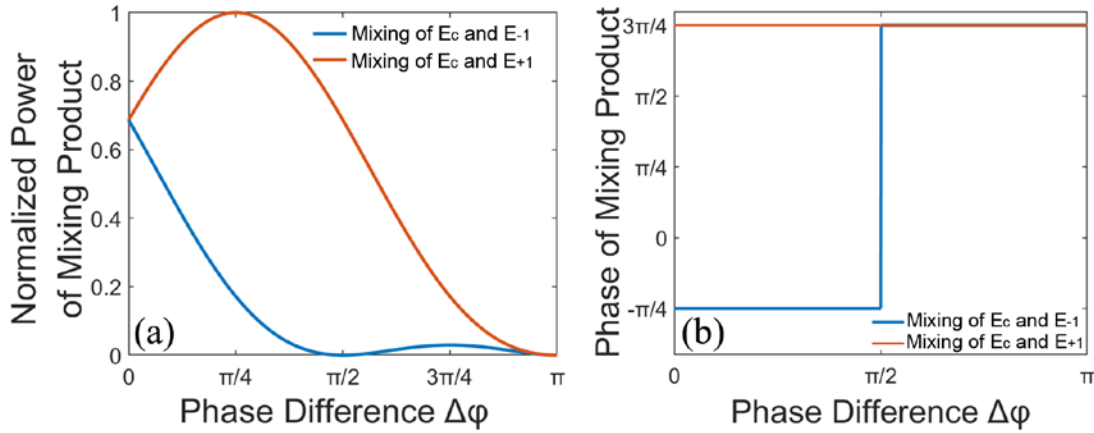 Normalized Power
of Mixing Product
1
0.8
0.6
0.4
0.2
0
Mixing of Ec and E-1
Mixing of Ec and E+1
(a)
0 π/4 π/2 3π/4 π
Phase Difference Δφ
Phase of Mixing Product
3π/4
π/2
π/4
0
-π/4
Mixing of Ec and E-1
Mixing of Ec and E+1
(b)
0 π/2 π
Phase Difference Δφ